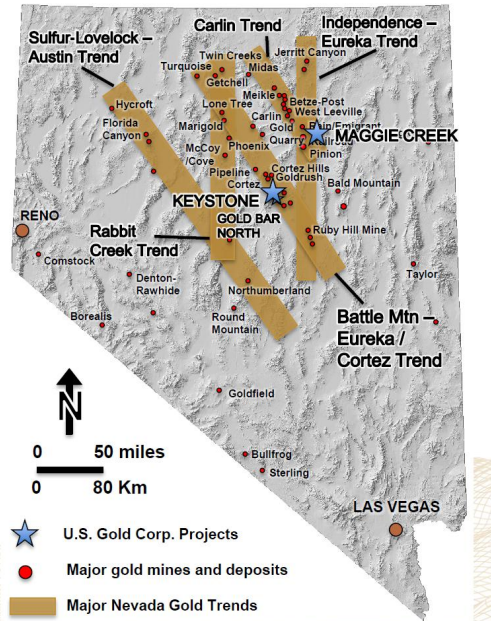 Carlin Trend
Independence –
Eureka Trend
Sulfur-Lovelock –
Austin Trend
Twin Creeks
Jerritt Canyon
Turquoise
Midas
Getchell
Meikle
Hycroft
Betze-Post
Lone Tree
West Leeville
Florida
Canyon
Carlin
Marigold
Gold
Quarry
Rain/Emigrant
Railroad
MAGGIE CREEK
McCoy
/Cove
Phoenix
Pinion
Pipeline
Cortez Hills
Goldrush
Cortez
Bald Mountain
KEYSTONE
GOLD BAR
NORTH
RENO
Rabbit
Creek Trend
Ruby Hill Mine
Comstock
Taylor
Denton-
Rawhide
Northumberland
Battle Mtn –
Eureka /
Cortez Trend
Borealis
Round
Mountain
N
Goldfield
0 50 miles
0 80 Km
Bullfrog
Sterling
LAS VEGAS
U.S. Gold Corp. Projects
Major gold mines and deposits
Major Nevada Gold Trends